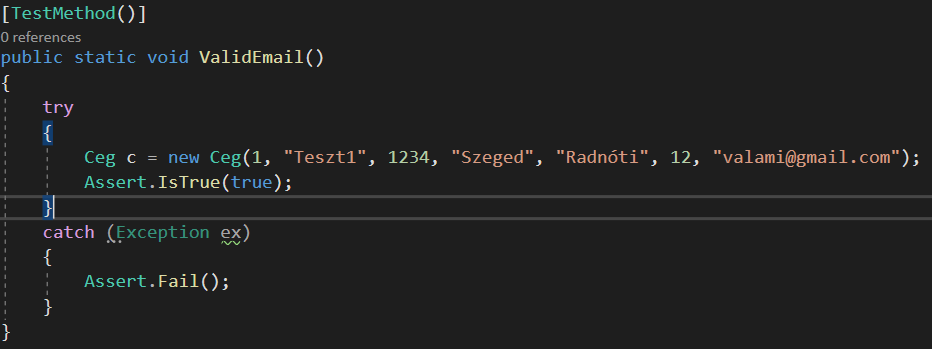 [TestMethod()]
0 references
public static void ValidEmail()
{
try
{
Ceg c = new Ceg(1, "Teszt1", 1234, "Szeged", "Radnóti", 12, "valami@gmail.com");
Assert.IsTrue(true);
}
catch (Exception ex)
{
Assert.Fail();
}
}